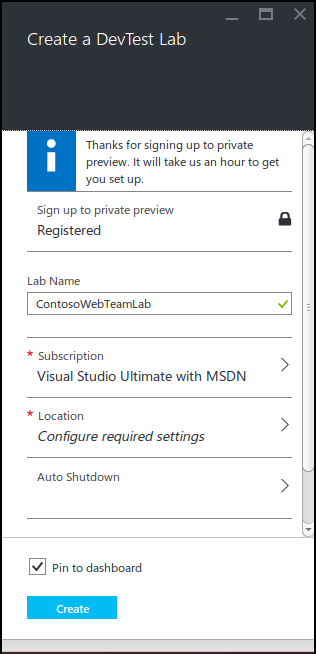 Create a DevTest Lab
Thanks for signing up to private
preview. It will take us an hour to get
you set up.
Sign up to private preview
Registered
Lab Name
ContosoWebTeamLab
* Subscription
Visual Studio Ultimate with MSDN
* Location
Configure required settings
Auto Shutdown
Pin to dashboard
Create